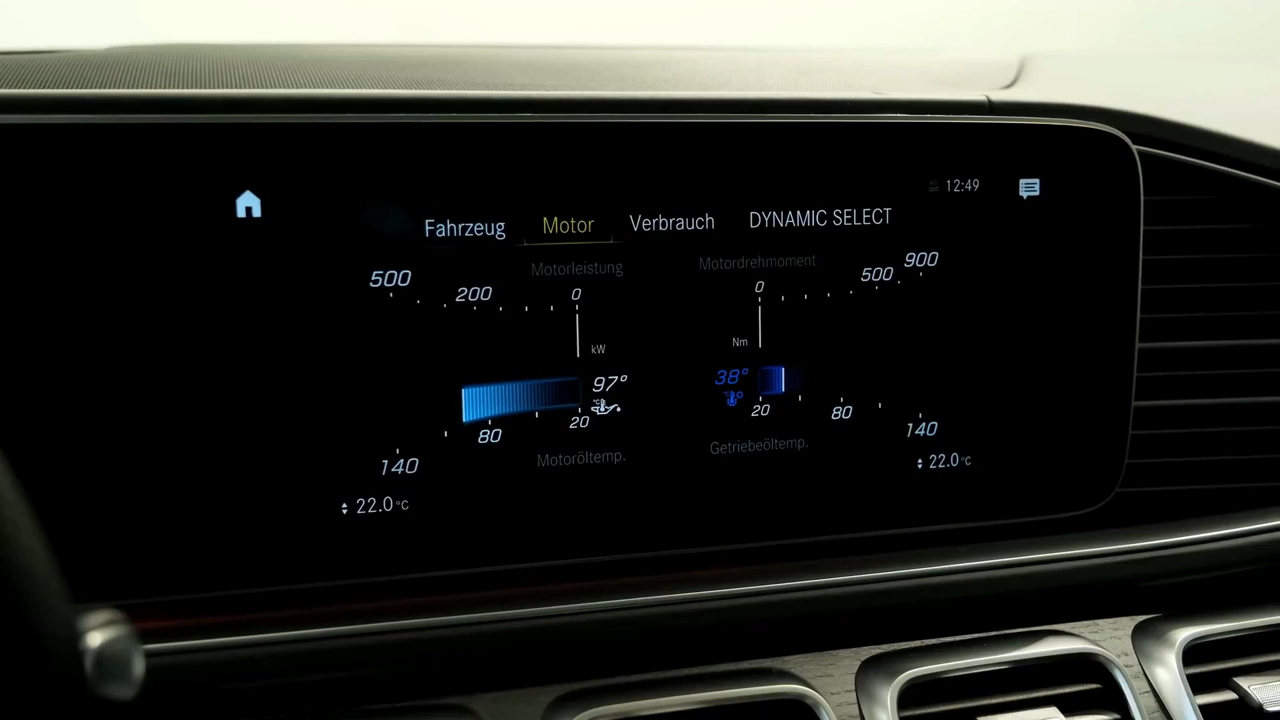 12:49
Fahrzeug Motor Verbrauch DYNAMIC SELECT
Motorleistung Motordrehmoment
500 200 0 0 500 900
kW Nm
97° 38°
80 20 20 80
140 140
Motoröltemp. Getriebeöltemp.
22.0°C 22.0°C